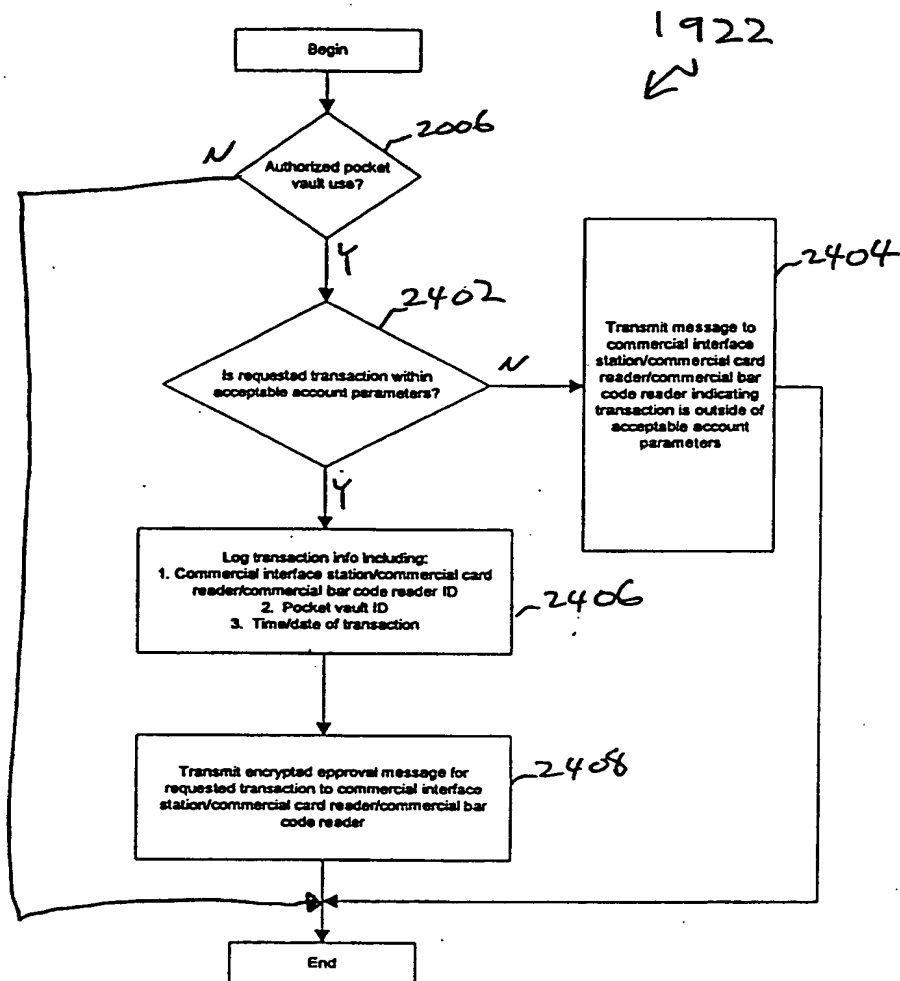 Begin
1922
2006
N
Authorized pocket
vault use?
Y
2402
2404
Is requested transaction within
acceptable account parameters?
N
Transmit message to
commercial interface
station/commercial card
reader/commercial bar
code reader indicating
transaction is outside of
acceptable account
parameters
Y
Log transaction info including:
1. Commercial interface station/commercial card
reader/commercial bar code reader ID
2. Pocket vault ID
3. Time/date of transaction
2406
Transmit encrypted approval message for
requested transaction to commercial interface
station/commercial card reader/commercial bar
code reader
2408
End